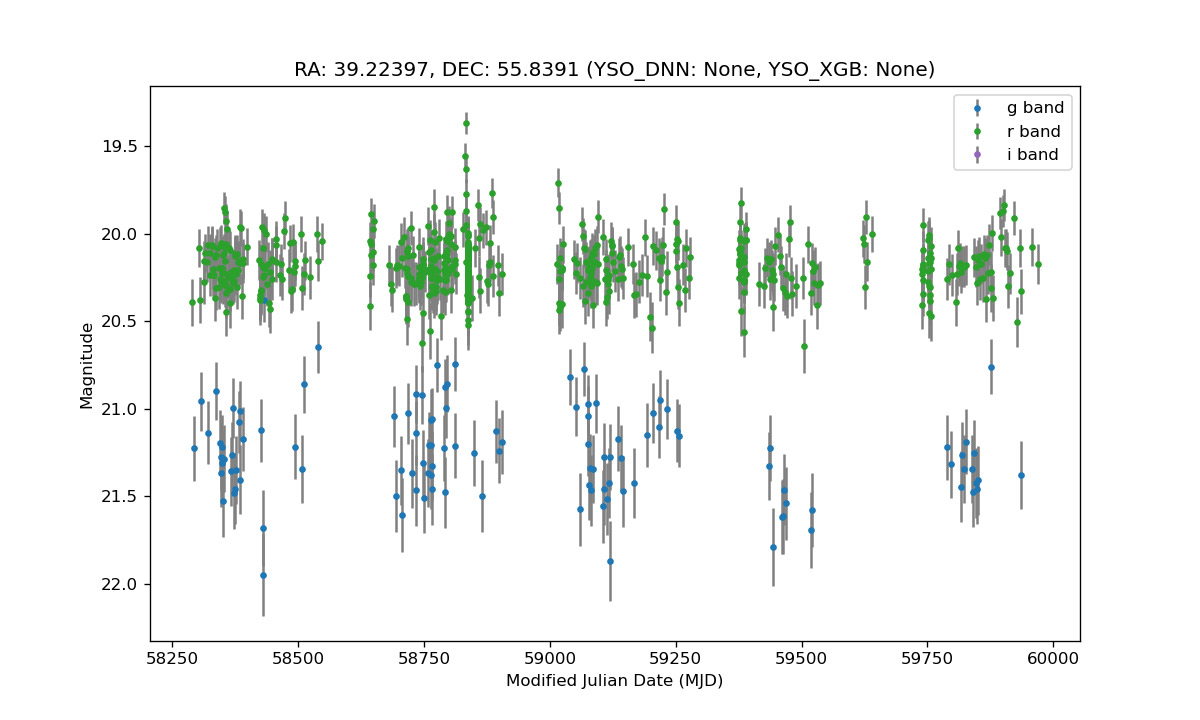 RA: 39.22397, DEC: 55.8391 (YSO_DNN: None, YSO_XGB: None)
g band
r band
i band
19.5
20.0
20.5
21.0
21.5
22.0
Magnitude
58250 58500 58750 59000 59250 59500 59750 60000
Modified Julian Date (MJD)